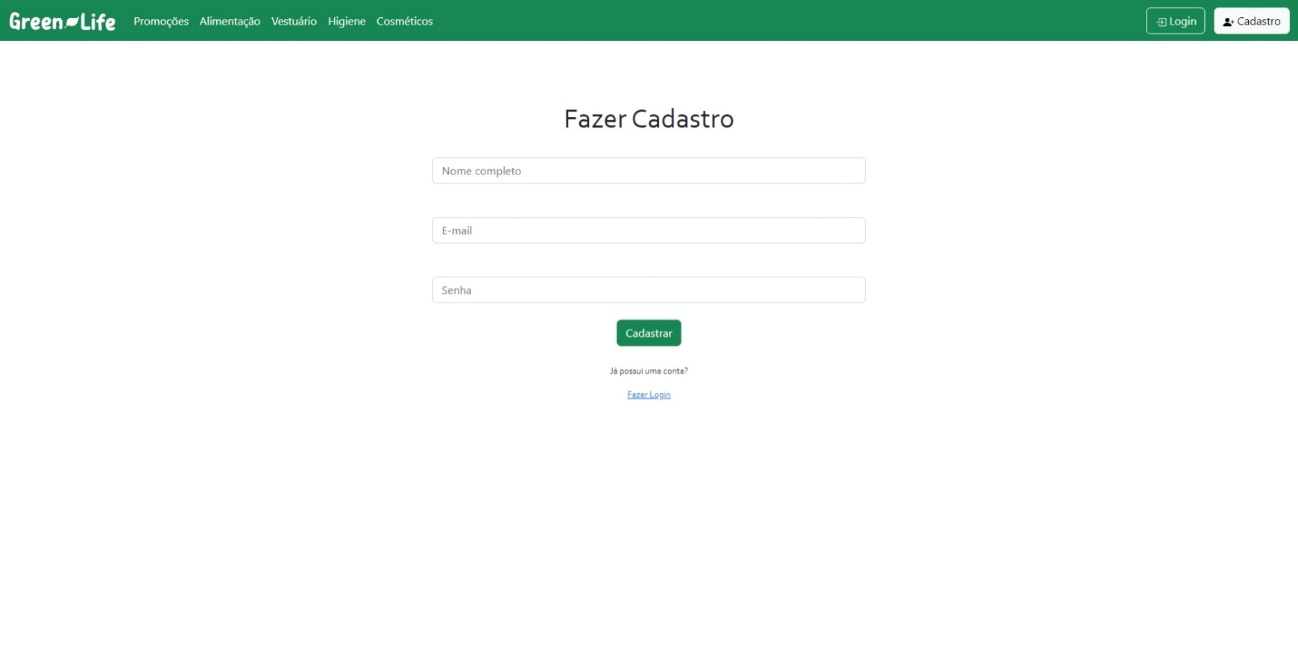 Green Life Promoções Alimentação Vestuário Higiene Cosméticos Login Cadastro
Fazer Cadastro
Nome completo
E-mail
Senha
Cadastrar
Já possui uma conta?
Fazer Login